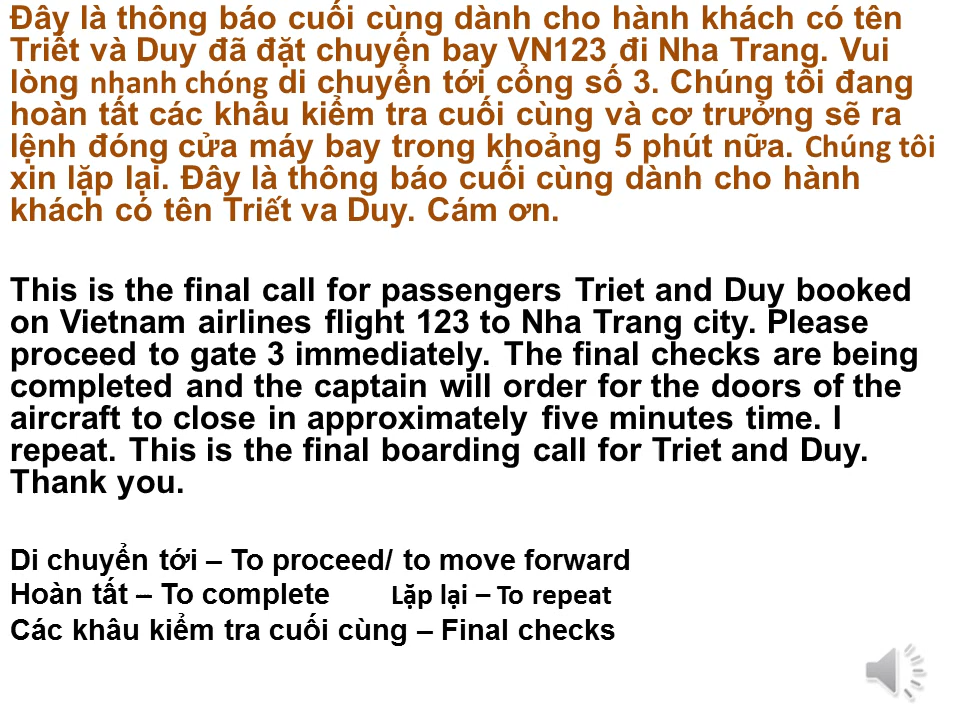 Đây là thông báo cuối cùng dành cho hành khách có tên
Triết và Duy đã đặt chuyến bay VN123 đi Nha Trang. Vui
lòng nhanh chóng di chuyển tới cổng số 3. Chúng tôi đang
hoàn tất các khâu kiểm tra cuối cùng và cơ trưởng sẽ ra
lệnh đóng cửa máy bay trong khoảng 5 phút nữa. Chúng tôi
xin lặp lại. Đây là thông báo cuối cùng dành cho hành
khách có tên Triết va Duy. Cám ơn.
This is the final call for passengers Triet and Duy booked
on Vietnam airlines flight 123 to Nha Trang city. Please
proceed to gate 3 immediately. The final checks are being
completed and the captain will order for the doors of the
aircraft to close in approximately five minutes time. I
repeat. This is the final boarding call for Triet and Duy.
Thank you.
Di chuyển tới – To proceed/ to move forward
Hoàn tất – To complete Lặp lại – To repeat
Các khâu kiểm tra cuối cùng – Final checks